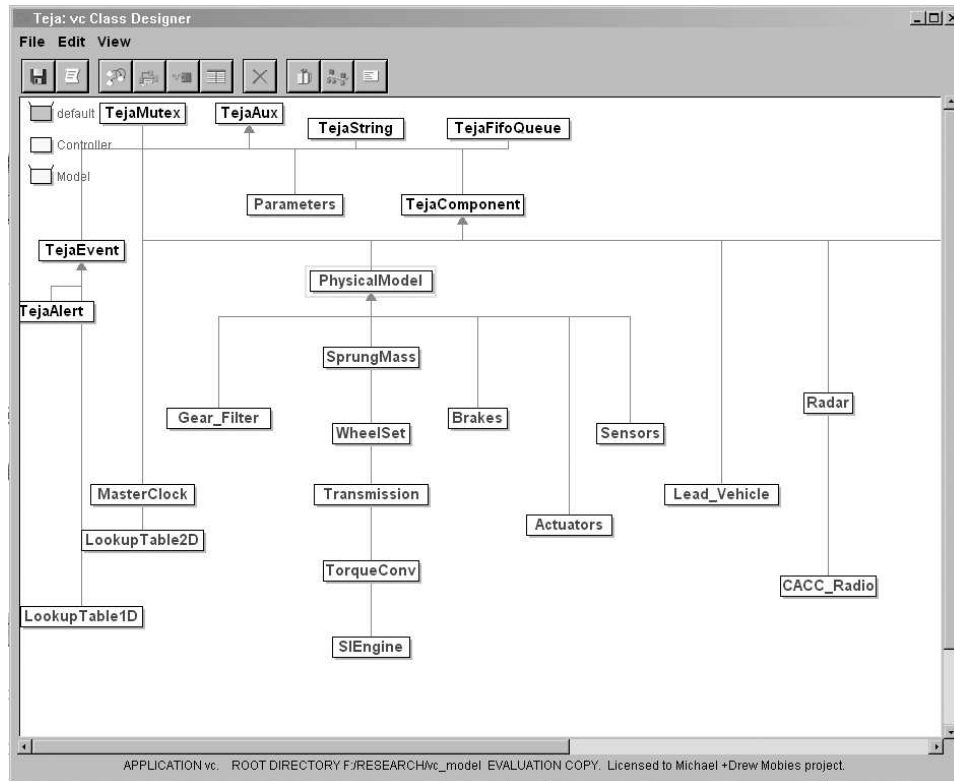 Teja: vc Class Designer
File Edit View
default
TejaMutex
TejaAux
TejaString
TejaFifoQueue
Controller
Model
Parameters
TejaComponent
TejaEvent
PhysicalModel
TejaAlert
SprungMass
Gear_Filter
WheelSet
Brakes
Sensors
Radar
MasterClock
Transmission
Lead_Vehicle
Actuators
LookupTable2D
TorqueConv
CACC_Radio
LookupTable1D
SIEngine
APPLICATION vc. ROOT DIRECTORY F:/RESEARCH/vc_model EVALUATION COPY. Licensed to Michael +Drew Mobies project.